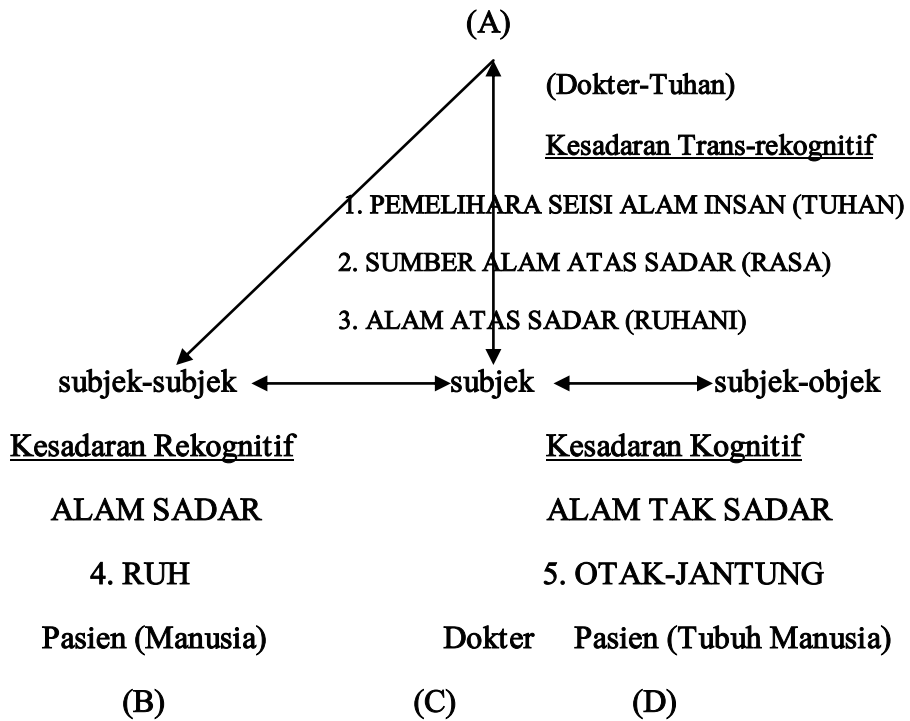 (A)
(Dokter-Tuhan)
Kesadaran Trans-rekognitif
1. PEMELIHARA SEISI ALAM INSAN (TUHAN)
2. SUMBER ALAM ATAS SADAR (RASA)
3. ALAM ATAS SADAR (RUHANI)
subjek-subjek subjek subjek-objek
Kesadaran Rekognitif Kesadaran Kognitif
ALAM SADAR ALAM TAK SADAR
4. RUH 5. OTAK-JANTUNG
Pasien (Manusia) Dokter Pasien (Tubuh Manusia)
(B) (C) (D)